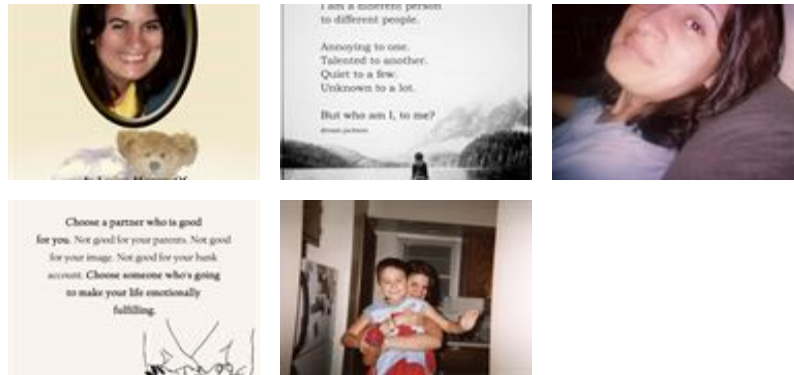 I am a different person
to different people.
Annoying to one.
Talented to another.
Quiet to a few.
Unknown to a lot.
But who am I, to me?
Choose a partner who is good
for you. Not good for your parents. Not good
for your image. Not good for your bank
account. Choose someone who's going
to make your life emotionally
fulfilling.